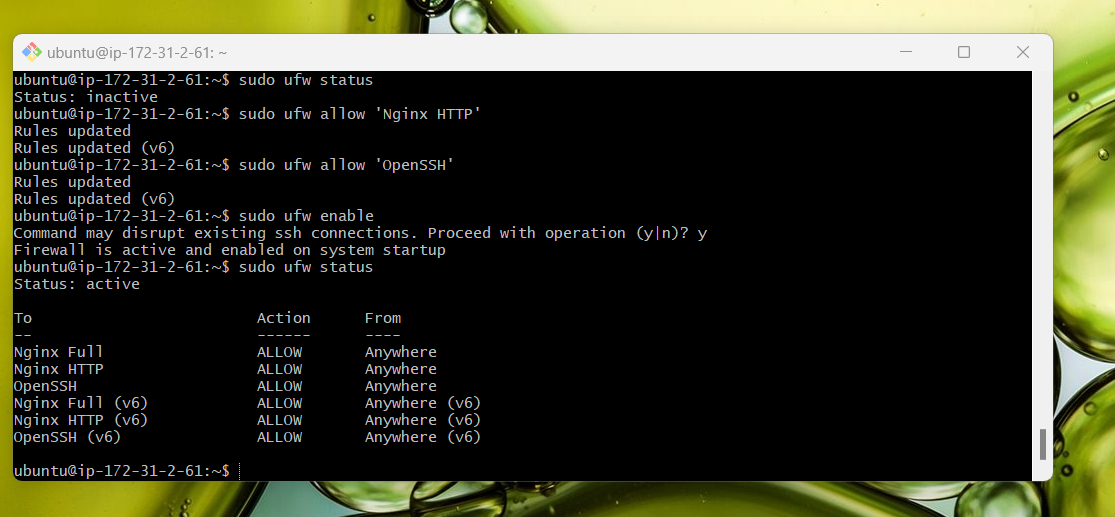 ubuntu@ip-172-31-2-61: ~
ubuntu@ip-172-31-2-61:~$ sudo ufw status
Status: inactive
ubuntu@ip-172-31-2-61:~$ sudo ufw allow 'Nginx HTTP'
Rules updated
Rules updated (v6)
ubuntu@ip-172-31-2-61:~$ sudo ufw allow 'OpenSSH'
Rules updated
Rules updated (v6)
ubuntu@ip-172-31-2-61:~$ sudo ufw enable
Command may disrupt existing ssh connections. Proceed with operation (y|n)? y
Firewall is active and enabled on system startup
ubuntu@ip-172-31-2-61:~$ sudo ufw status
Status: active
To                         Action      From
--                         ------      ----
Nginx Full                 ALLOW       Anywhere
Nginx HTTP                 ALLOW       Anywhere
OpenSSH                    ALLOW       Anywhere
Nginx Full (v6)            ALLOW       Anywhere (v6)
Nginx HTTP (v6)            ALLOW       Anywhere (v6)
OpenSSH (v6)               ALLOW       Anywhere (v6)
ubuntu@ip-172-31-2-61:~$